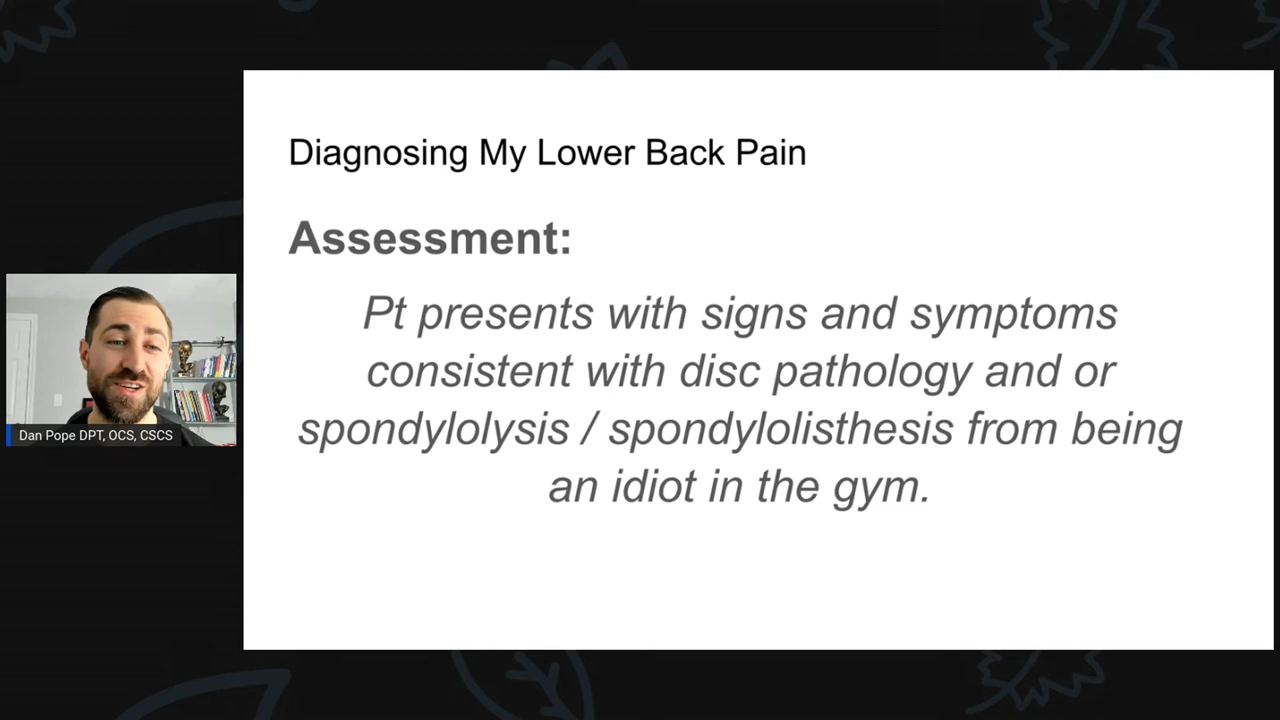 Diagnosing My Lower Back Pain
Assessment:
Pt presents with signs and symptoms
consistent with disc pathology and or
spondylolysis / spondylolisthesis from being
an idiot in the gym.
Dan Pope DPT, OCS, CSCS